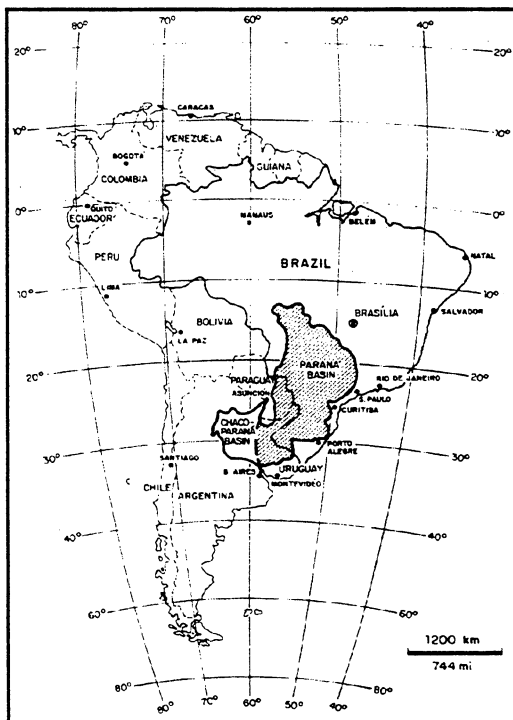 80° 70° 60° 50° 40° 30°
20° 20°
CARACAS
10° 10°
VENEZUELA
BOGOTA
GUIANA
COLOMBIA
QUITO
0° 0°
ECUADOR
MANAUS
BELÉM
PERU
BRAZIL
NATAL
LIMA
10° 10°
BRASÍLIA
SALVADOR
BOLIVIA
LA PAZ
PARANÁ
BASIN
20° 20°
PARAGUAY
RIO DE JANEIRO
ASUNCIÓN
S. PAULO
CURITIBA
CHACO-
PARANÁ
BASIN
PORTO
ALEGRE
30° 30°
SANTIAGO
URUGUAY
B. AIRES
MONTEVIDEO
CHILE
ARGENTINA
40° 40°
60° 60°
1200 km
744 mi
80° 80°
80° 70° 60° 50° 40°